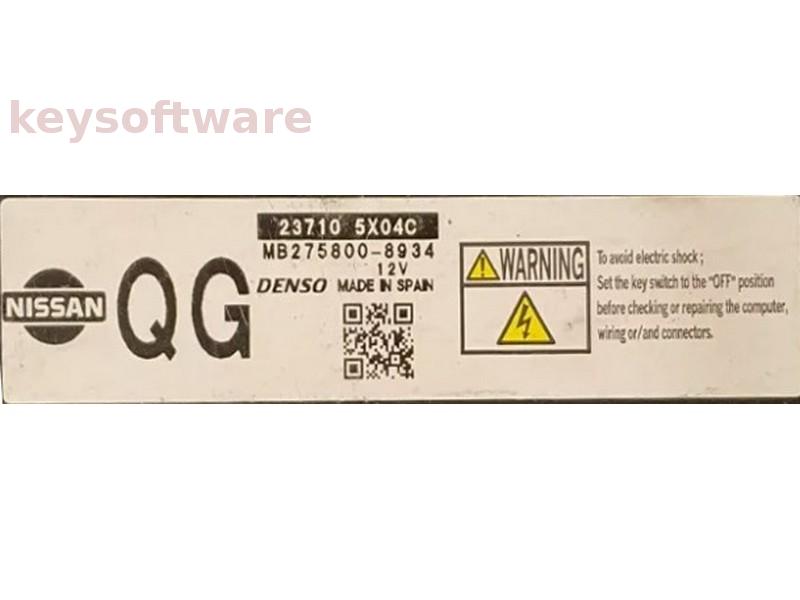 keysoftware
23710 5X04C
MB275800-8934
12V
DENSO MADE IN SPAIN
NISSAN
QG
WARNING
To avoid electric shock;
Set the key switch to the "OFF" position
before checking or repairing the computer,
wiring or/and connectors.